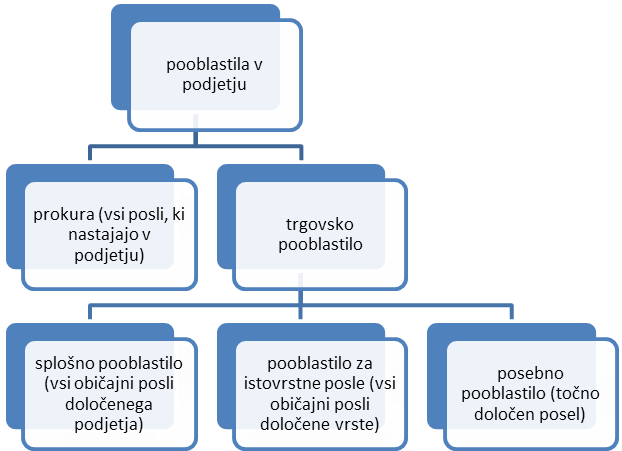 pooblastila v
podjetju
prokura (vsi posli, ki
nastajajo v
podjetju)
trgovsko
pooblastilo
splošno pooblastilo
(vsi običajni posli
določenega
podjetja)
pooblastilo za
istovrstne posle (vsi
običajni posli
določene vrste)
posebno
pooblastilo (točno
določen posel)